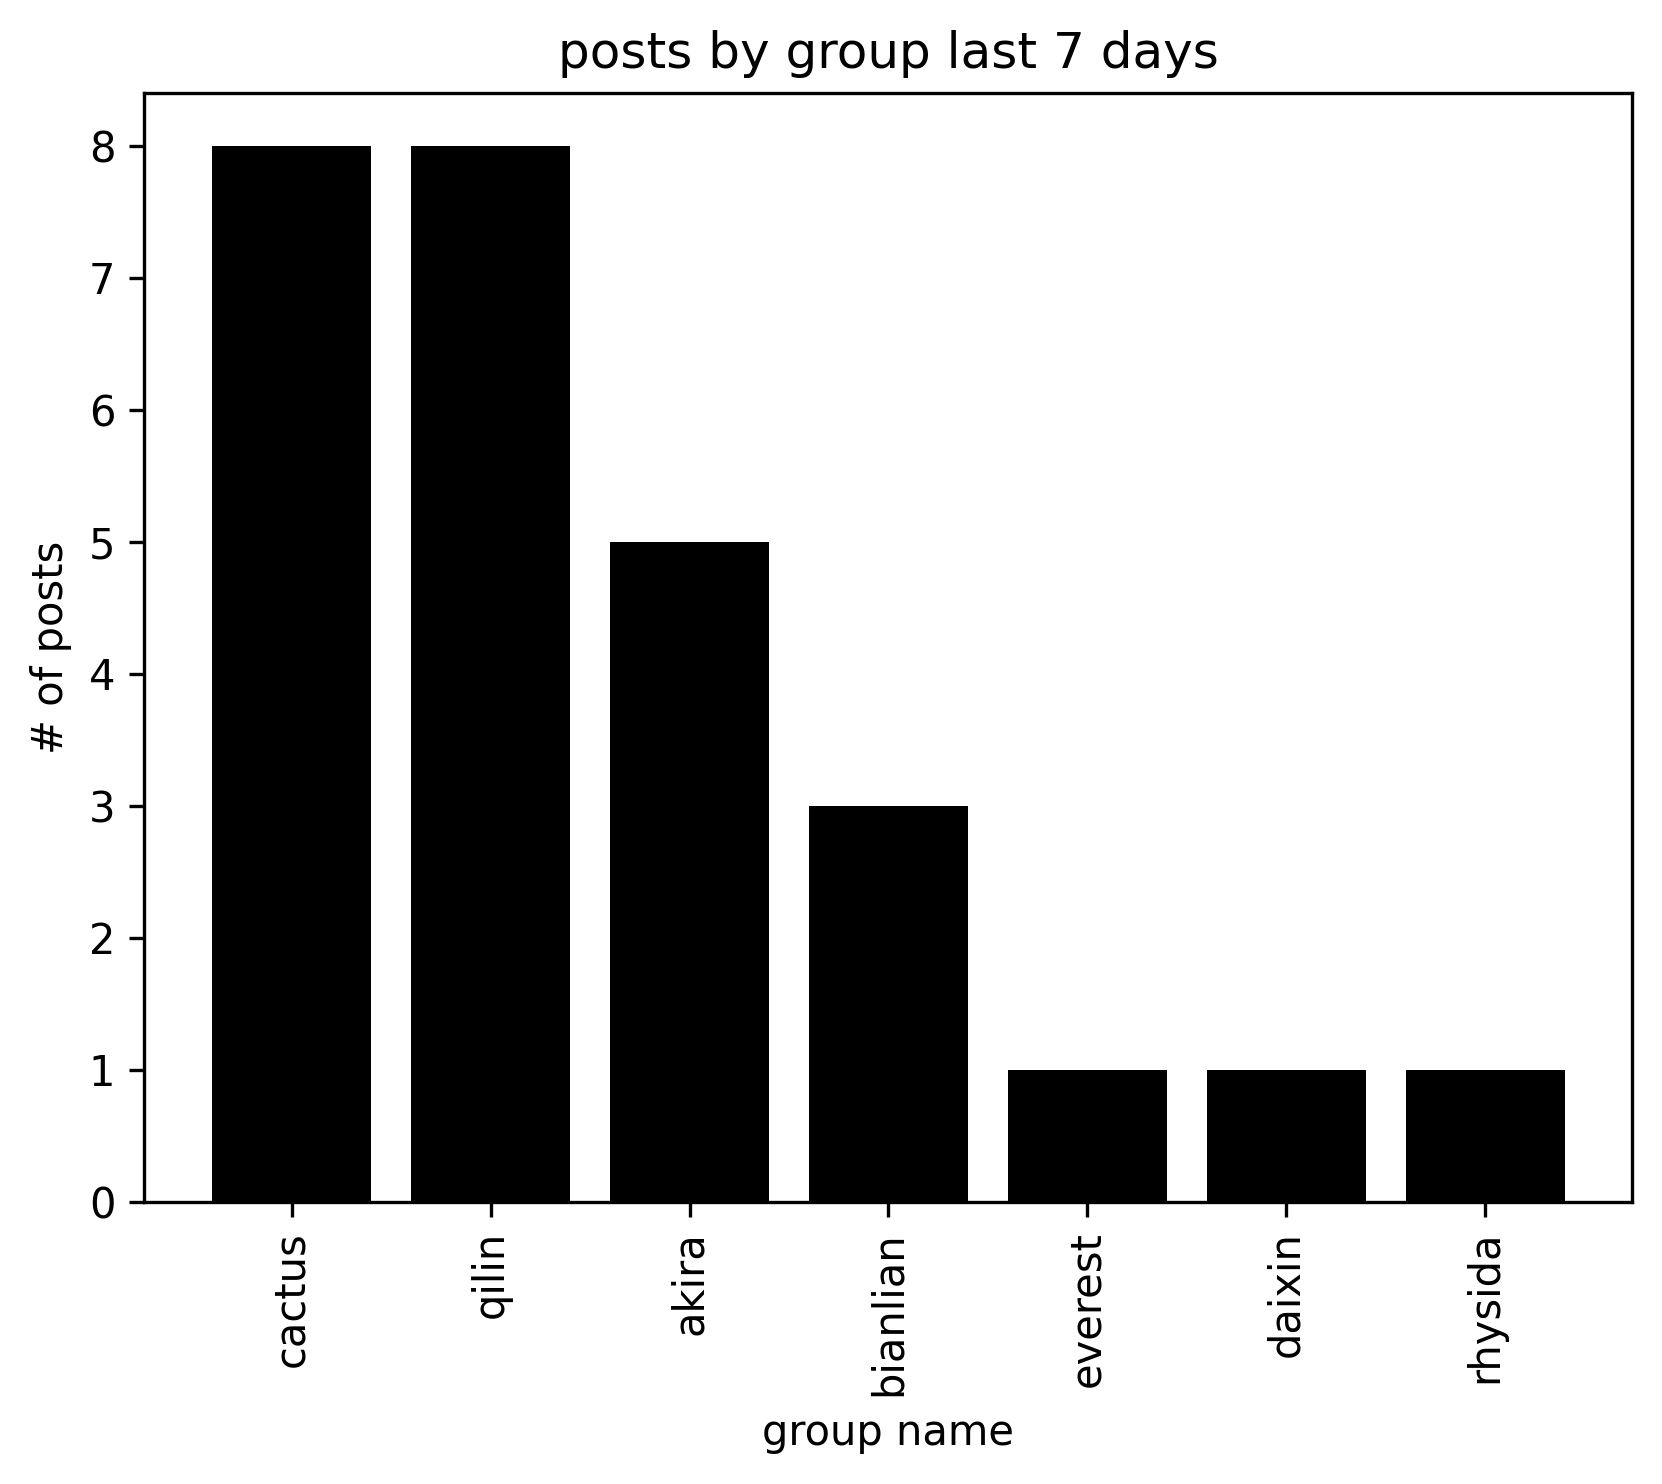 posts by group last 7 days
8
7
6
5
4
3
2
1
0
# of posts
cactus
qilin
akira
bianlian
everest
daixin
rhysida
group name